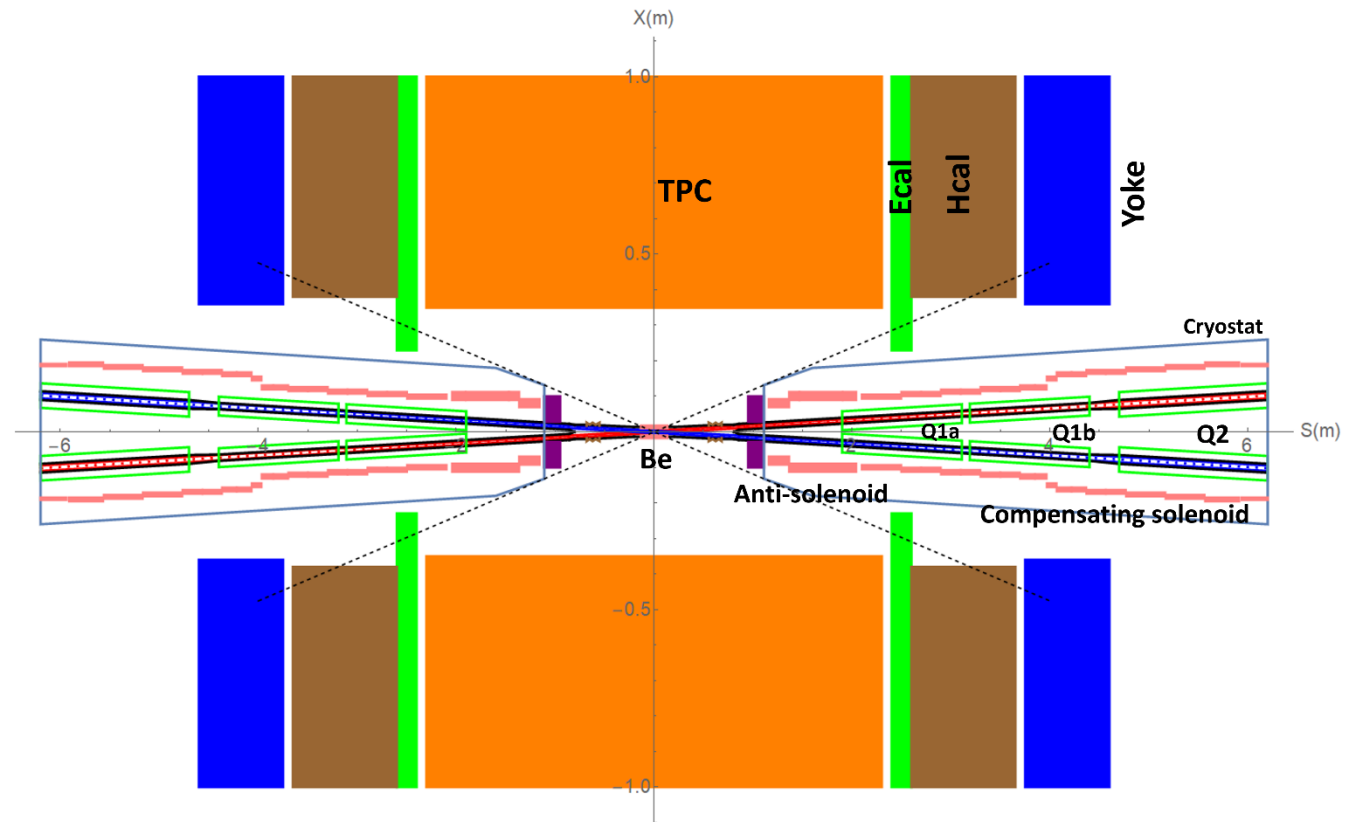 X(m)
1.0
TPC
Ecal
Hcal
Yoke
0.5
Cryostat
-6
-4
-2
2
4
6
S(m)
Q1a
Q1b
Q2
Be
Anti-solenoid
Compensating solenoid
-0.5
-1.0